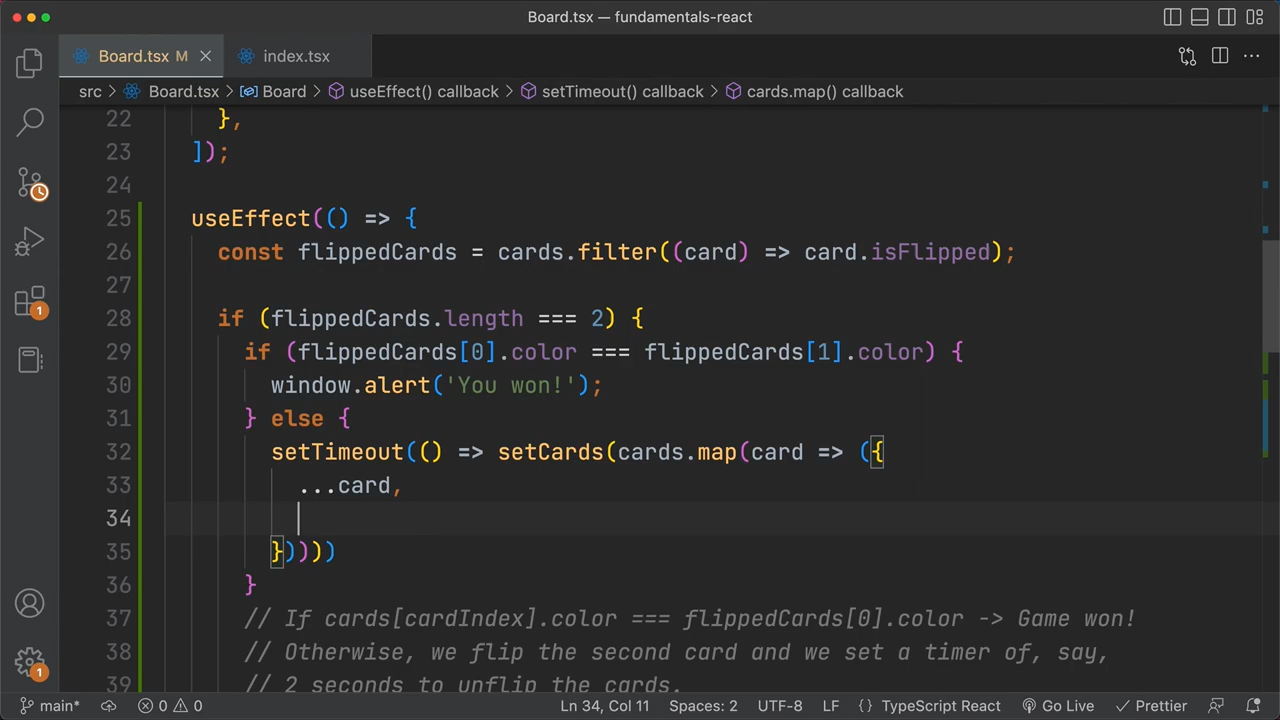 Board.tsx — fundamentals-react
Board.tsx M index.tsx
src > Board.tsx > Board > useEffect() callback > setTimeout() callback > cards.map() callback
22 },
23 ]);
24
25 useEffect(() => {
26 const flippedCards = cards.filter((card) => card.isFlipped);
27
28 if (flippedCards.length === 2) {
29 if (flippedCards[0].color === flippedCards[1].color) {
30 window.alert('You won!');
31 } else {
32 setTimeout(() => setCards(cards.map(card => ({
33 ...card,
34
35 }))))
36 }
37 // If cards[cardIndex].color === flippedCards[0].color -> Game won!
38 // Otherwise, we flip the second card and we set a timer of, say,
39 // 2 seconds to unflip the cards.
1
1
main* 0 0 Ln 34, Col 11 Spaces: 2 UTF-8 LF {} TypeScript React Go Live Prettier